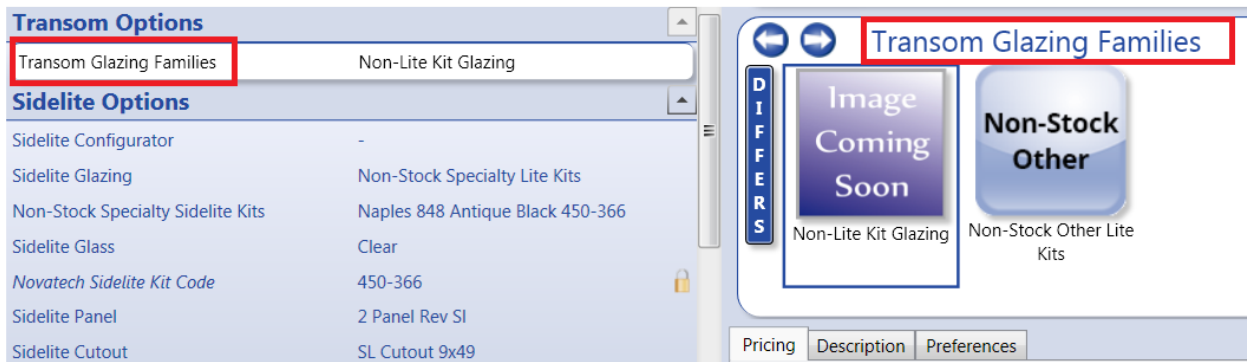 Transom Options
Transom Glazing Families Non-Lite Kit Glazing
Sidelite Options
Sidelite Configurator -
Sidelite Glazing Non-Stock Specialty Lite Kits
Non-Stock Specialty Sidelite Kits Naples 848 Antique Black 450-366
Sidelite Glass Clear
Novatech Sidelite Kit Code 450-366
Sidelite Panel 2 Panel Rev SI
Sidelite Cutout SL Cutout 9x49
Transom Glazing Families
DIFFERS
Image
Coming
Soon
Non-Lite Kit Glazing
Non-Stock
Other
Non-Stock Other Lite
Kits
Pricing Description Preferences